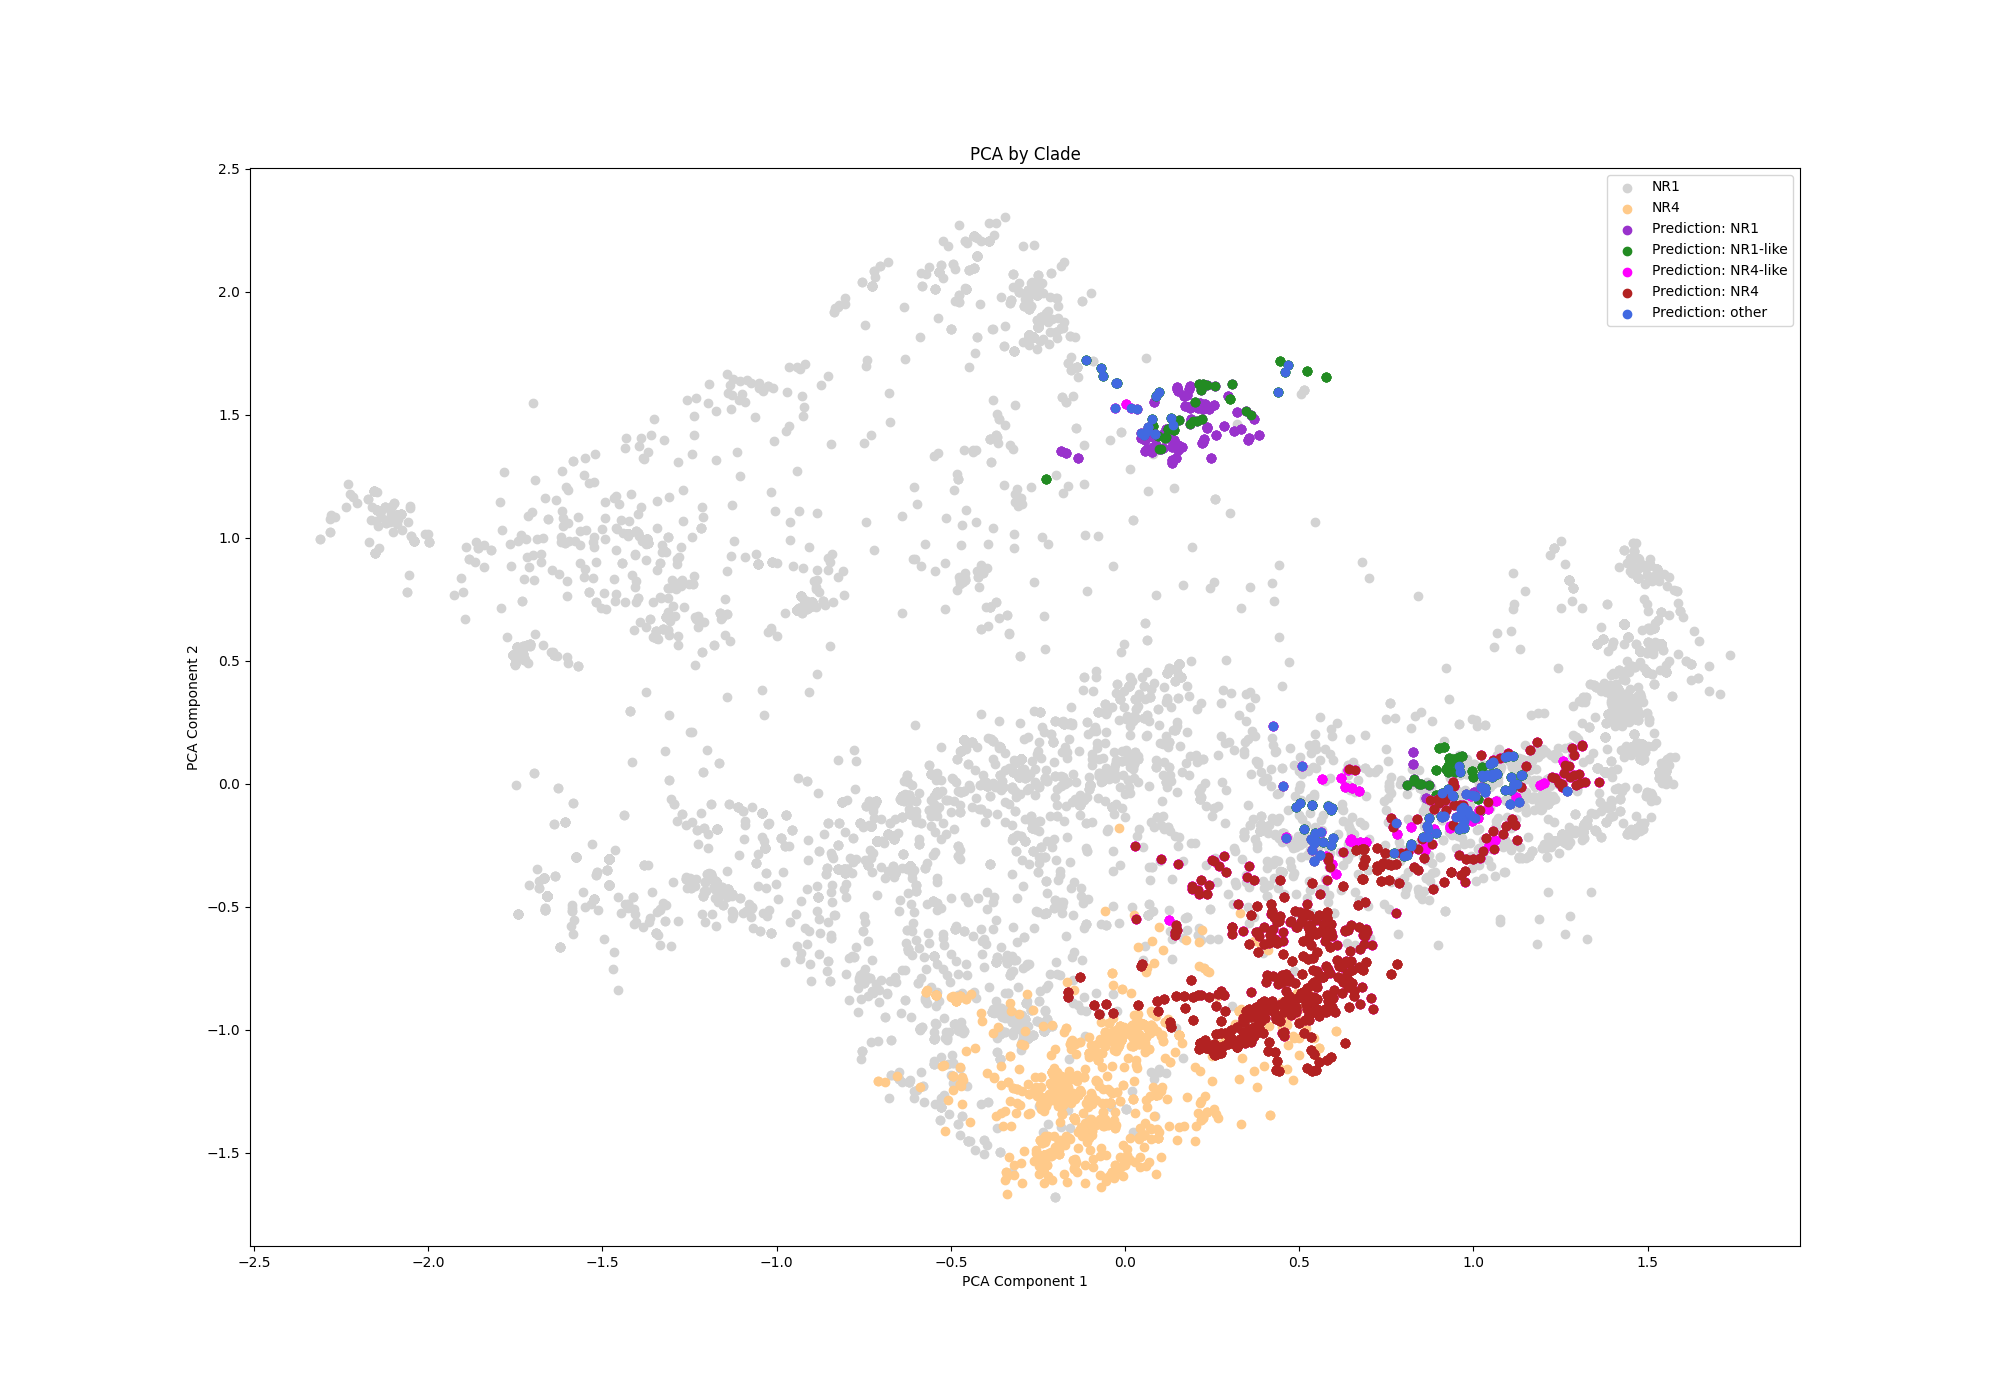 PCA by Clade
NR1
NR4
Prediction: NR1
Prediction: NR1-like
Prediction: NR4-like
Prediction: NR4
Prediction: other
PCA Component 2
2.5
2.0
1.5
1.0
0.5
0.0
−0.5
−1.0
−1.5
−2.5
−2.0
−1.5
−1.0
−0.5
0.0
0.5
1.0
1.5
PCA Component 1